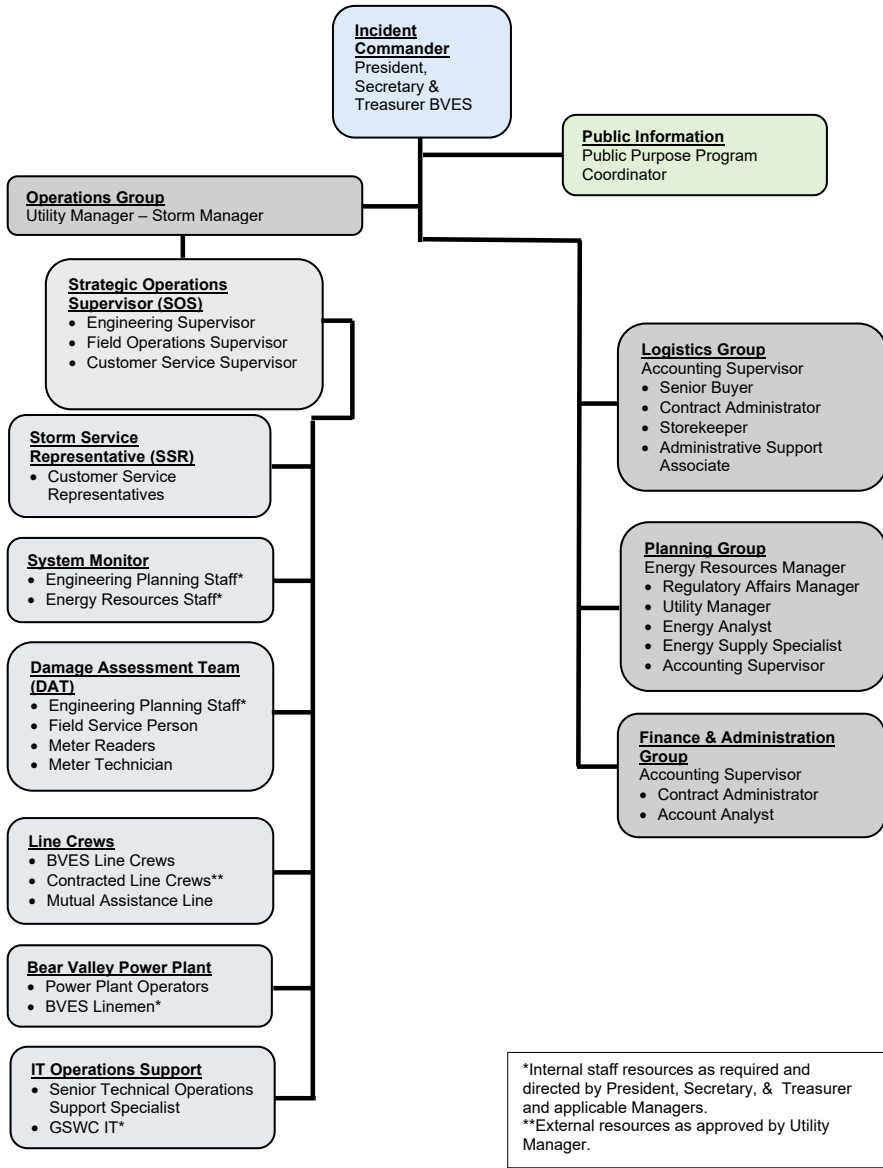 Incident
Commander
President,
Secretary &
Treasurer BVES
Public Information
Public Purpose Program
Coordinator
Operations Group
Utility Manager – Storm Manager
Strategic Operations
Supervisor (SOS)
• Engineering Supervisor
• Field Operations Supervisor
• Customer Service Supervisor
Storm Service
Representative (SSR)
• Customer Service
Representatives
System Monitor
• Engineering Planning Staff*
• Energy Resources Staff*
Damage Assessment Team
(DAT)
• Engineering Planning Staff*
• Field Service Person
• Meter Readers
• Meter Technician
Line Crews
• BVES Line Crews
• Contracted Line Crews**
• Mutual Assistance Line
Bear Valley Power Plant
• Power Plant Operators
• BVES Linemen*
IT Operations Support
• Senior Technical Operations
Support Specialist
• GSWC IT*
Logistics Group
Accounting Supervisor
• Senior Buyer
• Contract Administrator
• Storekeeper
• Administrative Support
Associate
Planning Group
Energy Resources Manager
• Regulatory Affairs Manager
• Utility Manager
• Energy Analyst
• Energy Supply Specialist
• Accounting Supervisor
Finance & Administration
Group
Accounting Supervisor
• Contract Administrator
• Account Analyst
*Internal staff resources as required and
directed by President, Secretary, & Treasurer
and applicable Managers.
**External resources as approved by Utility
Manager.